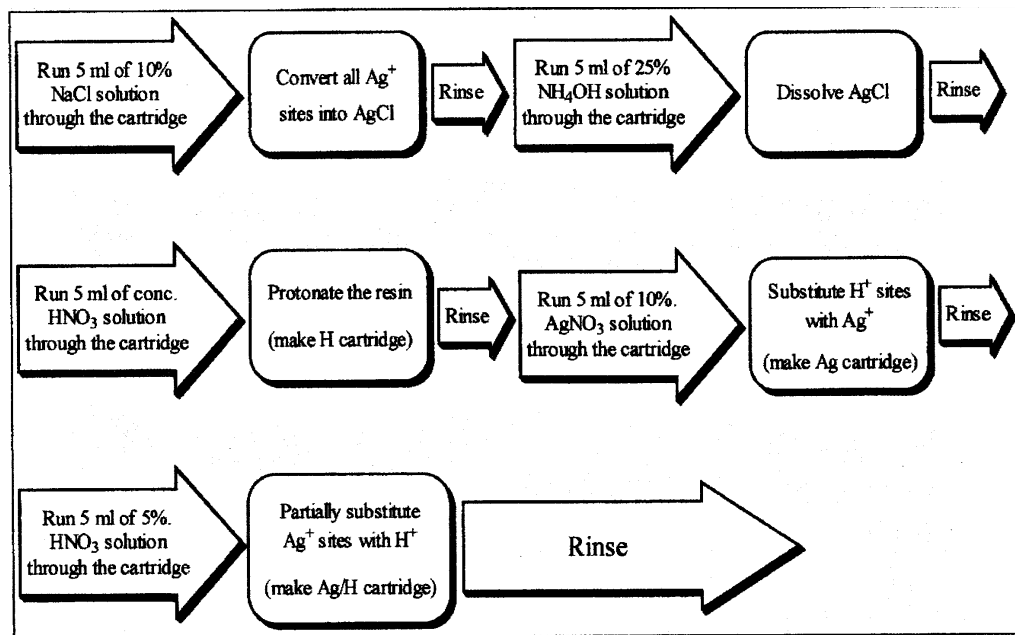 Run 5 ml of 10%
NaCl solution
through the cartridge
Convert all Ag⁺
sites into AgCl
Rinse
Run 5 ml of 25%
NH₄OH solution
through the cartridge
Dissolve AgCl
Rinse
Run 5 ml of conc.
HNO₃ solution
through the cartridge
Protonate the resin
(make H cartridge)
Rinse
Run 5 ml of 10%.
AgNO₃ solution
through the cartridge
Substitute H⁺ sites
with Ag⁺
(make Ag cartridge)
Rinse
Run 5 ml of 5%.
HNO₃ solution
through the cartridge
Partially substitute
Ag⁺ sites with H⁺
(make Ag/H cartridge)
Rinse